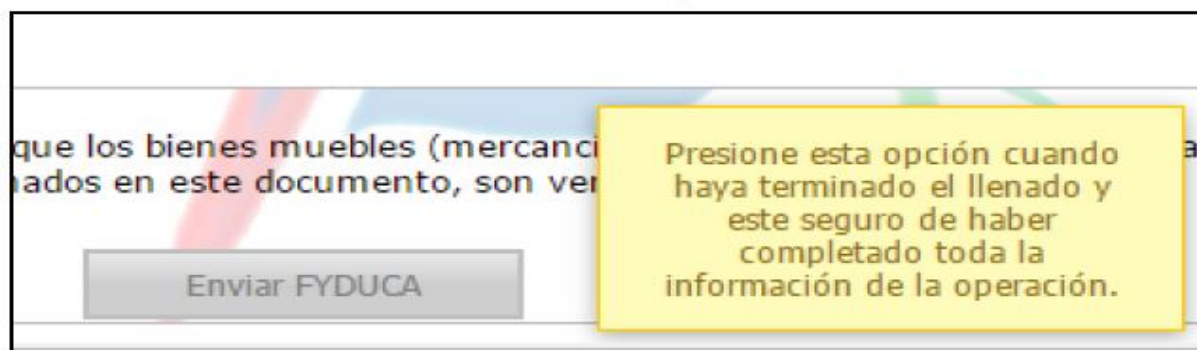 que los bienes muebles (mercanci
nados en este documento, son ver
Enviar FYDUCA
Presione esta opción cuando
haya terminado el llenado y
este seguro de haber
completado toda la
información de la operación.